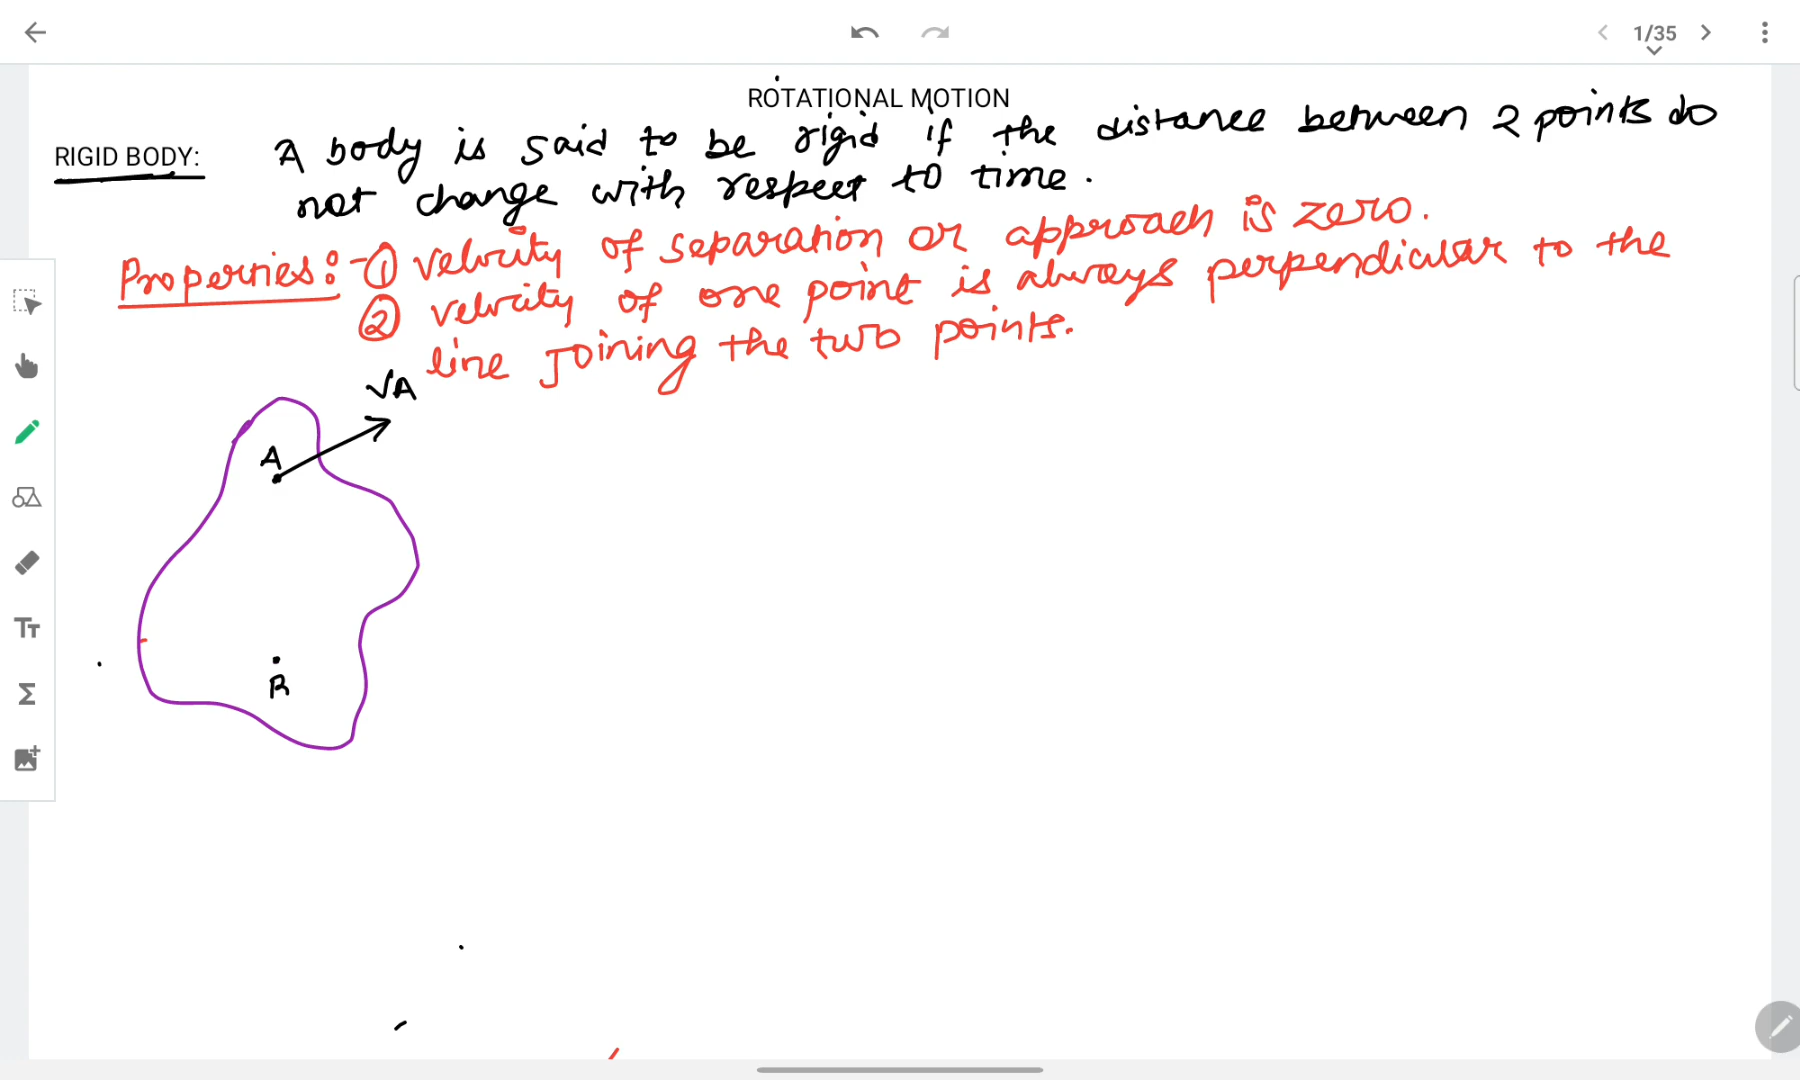 1/35
ROTATIONAL MOTION
RIGID BODY: A body is said to be rigid if the distance between 2 points do
not change with respect to time.
Properties:- ① velocity of separation or approach is zero.
② velocity of one point is always perpendicular to the
line joining the two points.
VA
A
B